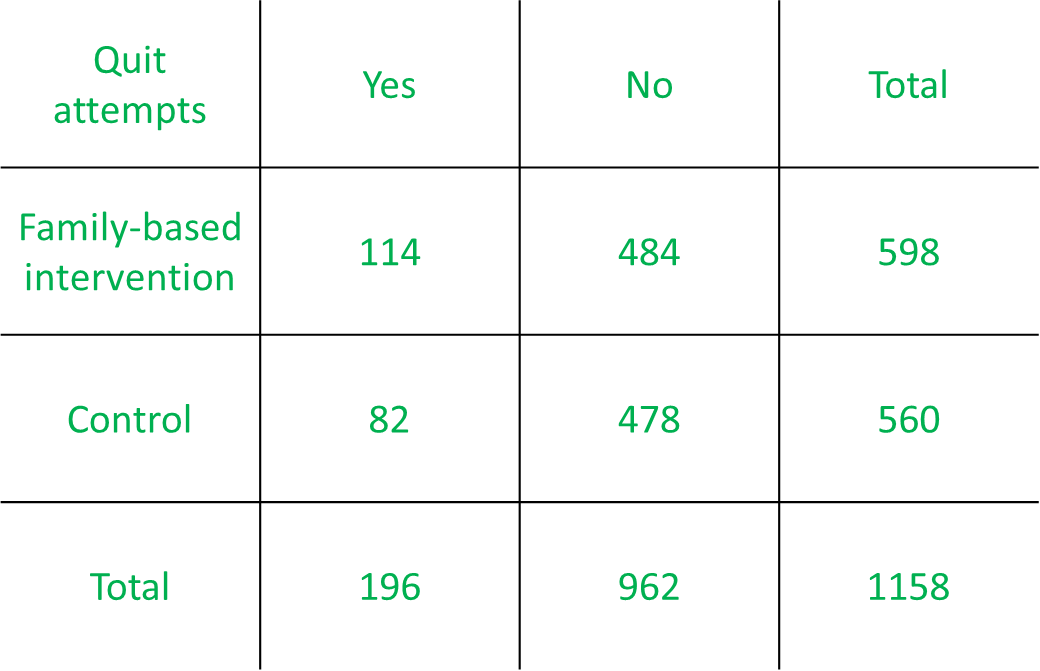 Quit
attempts
Yes
No
Total
Family-based
intervention
114
484
598
Control
82
478
560
Total
196
962
1158